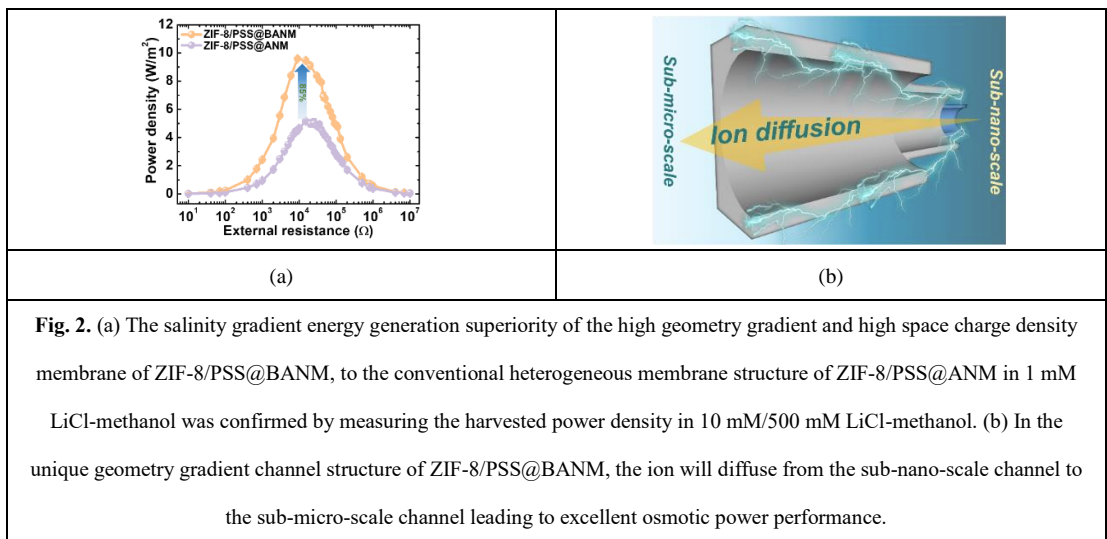 12
10
8
6
4
2
0
Power density (W/m²)
ZIF-8/PSS@BANM
ZIF-8/PSS@ANM
85%
10¹ 10² 10³ 10⁴ 10⁵ 10⁶ 10⁷
External resistance (Ω)
Sub-micro-scale
Ion diffusion
Sub-nano-scale
(a)
(b)
Fig. 2. (a) The salinity gradient energy generation superiority of the high geometry gradient and high space charge density
membrane of ZIF-8/PSS@BANM, to the conventional heterogeneous membrane structure of ZIF-8/PSS@ANM in 1 mM
LiCl-methanol was confirmed by measuring the harvested power density in 10 mM/500 mM LiCl-methanol. (b) In the
unique geometry gradient channel structure of ZIF-8/PSS@BANM, the ion will diffuse from the sub-nano-scale channel to
the sub-micro-scale channel leading to excellent osmotic power performance.